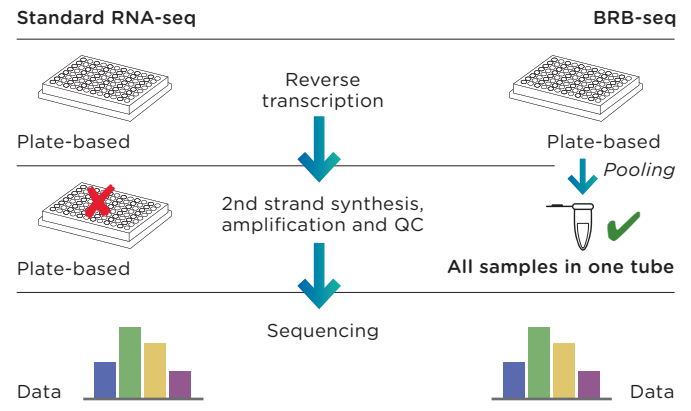 Standard RNA-seq
BRB-seq
Reverse
transcription
Plate-based
Plate-based
Pooling
2nd strand synthesis,
amplification and QC
Plate-based
All samples in one tube
Sequencing
Data
Data